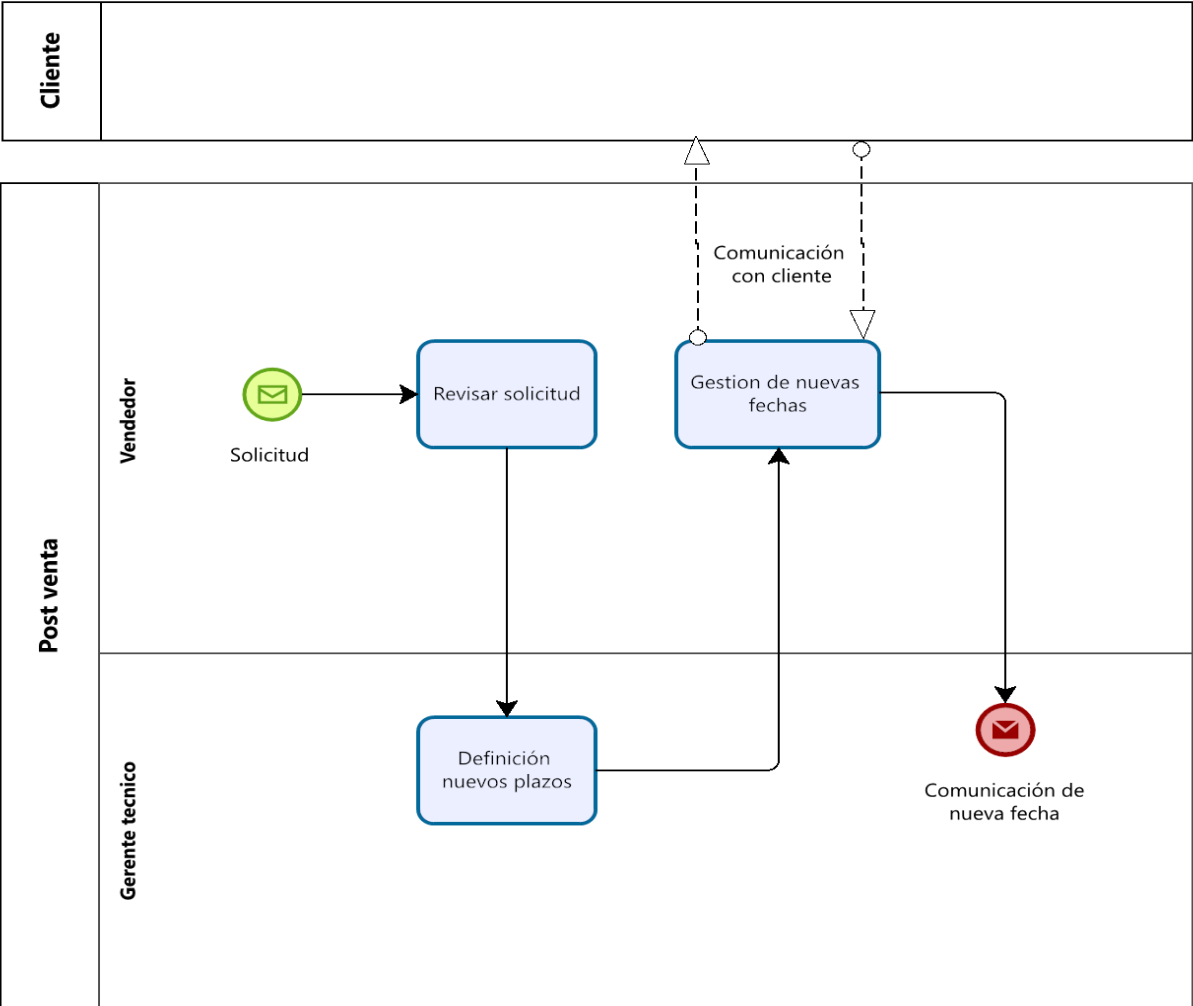 Cliente
Comunicación
con cliente
Post venta
Vendedor
Solicitud
Revisar solicitud
Gestion de nuevas
fechas
Gerente tecnico
Definición
nuevos plazos
Comunicación de
nueva fecha